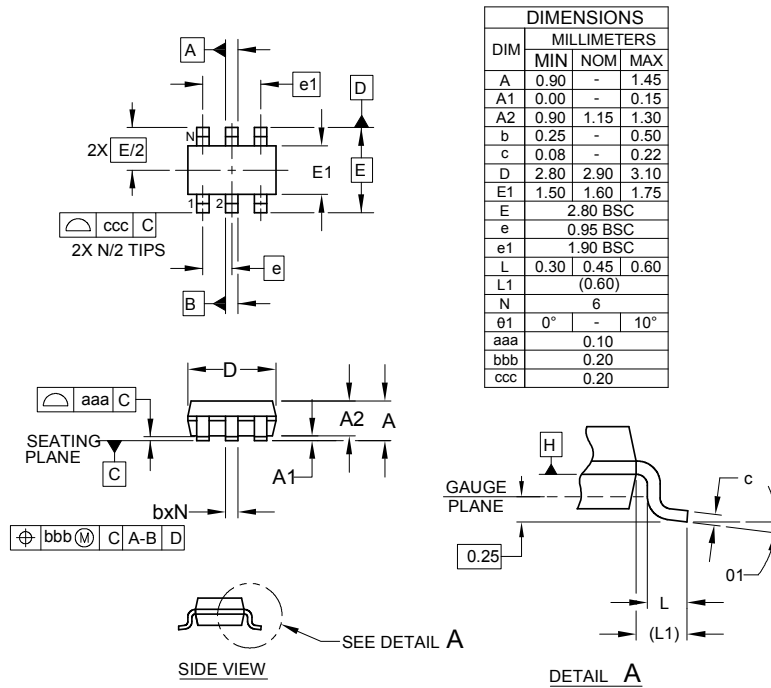 A
e1
D
N
2X E/2
E1
E
1 2
ccc C
2X N/2 TIPS
e
B
D
aaa C
A2 A
SEATING
PLANE
C
A1
bxN
bbb M C A-B D
SEE DETAIL A
SIDE VIEW
DIMENSIONS
DIM MILLIMETERS
MIN NOM MAX
A 0.90 - 1.45
A1 0.00 - 0.15
A2 0.90 1.15 1.30
b 0.25 - 0.50
c 0.08 - 0.22
D 2.80 2.90 3.10
E1 1.50 1.60 1.75
E 2.80 BSC
e 0.95 BSC
e1 1.90 BSC
L 0.30 0.45 0.60
L1 (0.60)
N 6
θ1 0° - 10°
aaa 0.10
bbb 0.20
ccc 0.20
H
c
GAUGE
PLANE
0.25
01
L
(L1)
DETAIL A